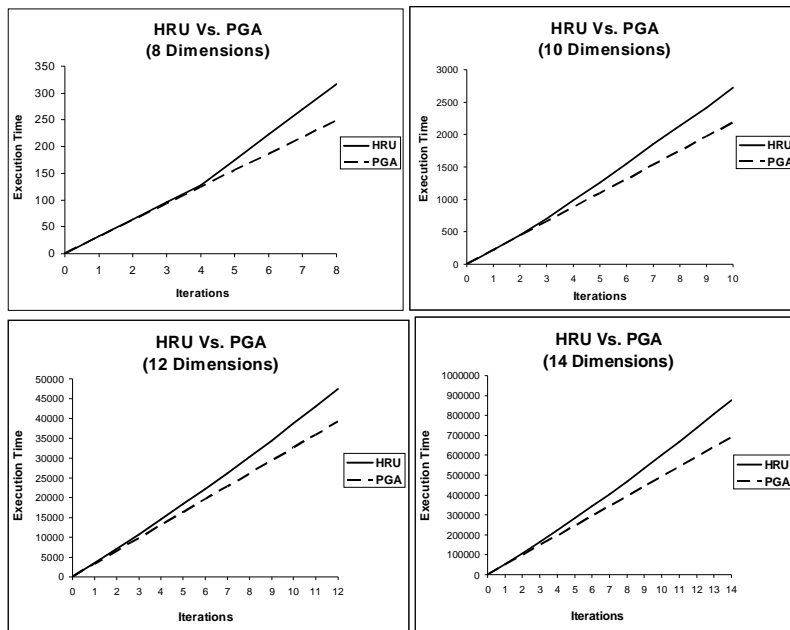 HRU Vs. PGA
(8 Dimensions)
350
300
250
200
150
100
50
0
Execution Time
0 1 2 3 4 5 6 7 8
Iterations
HRU
PGA
HRU Vs. PGA
(10 Dimensions)
3000
2500
2000
1500
1000
500
0
Execution Time
0 1 2 3 4 5 6 7 8 9 10
Iterations
HRU
PGA
HRU Vs. PGA
(12 Dimensions)
50000
45000
40000
35000
30000
25000
20000
15000
10000
5000
0
Execution Time
0 1 2 3 4 5 6 7 8 9 10 11 12
Iterations
HRU
PGA
HRU Vs. PGA
(14 Dimensions)
1000000
900000
800000
700000
600000
500000
400000
300000
200000
100000
0
Execution Time
0 1 2 3 4 5 6 7 8 9 10 11 12 13 14
Iterations
HRU
PGA